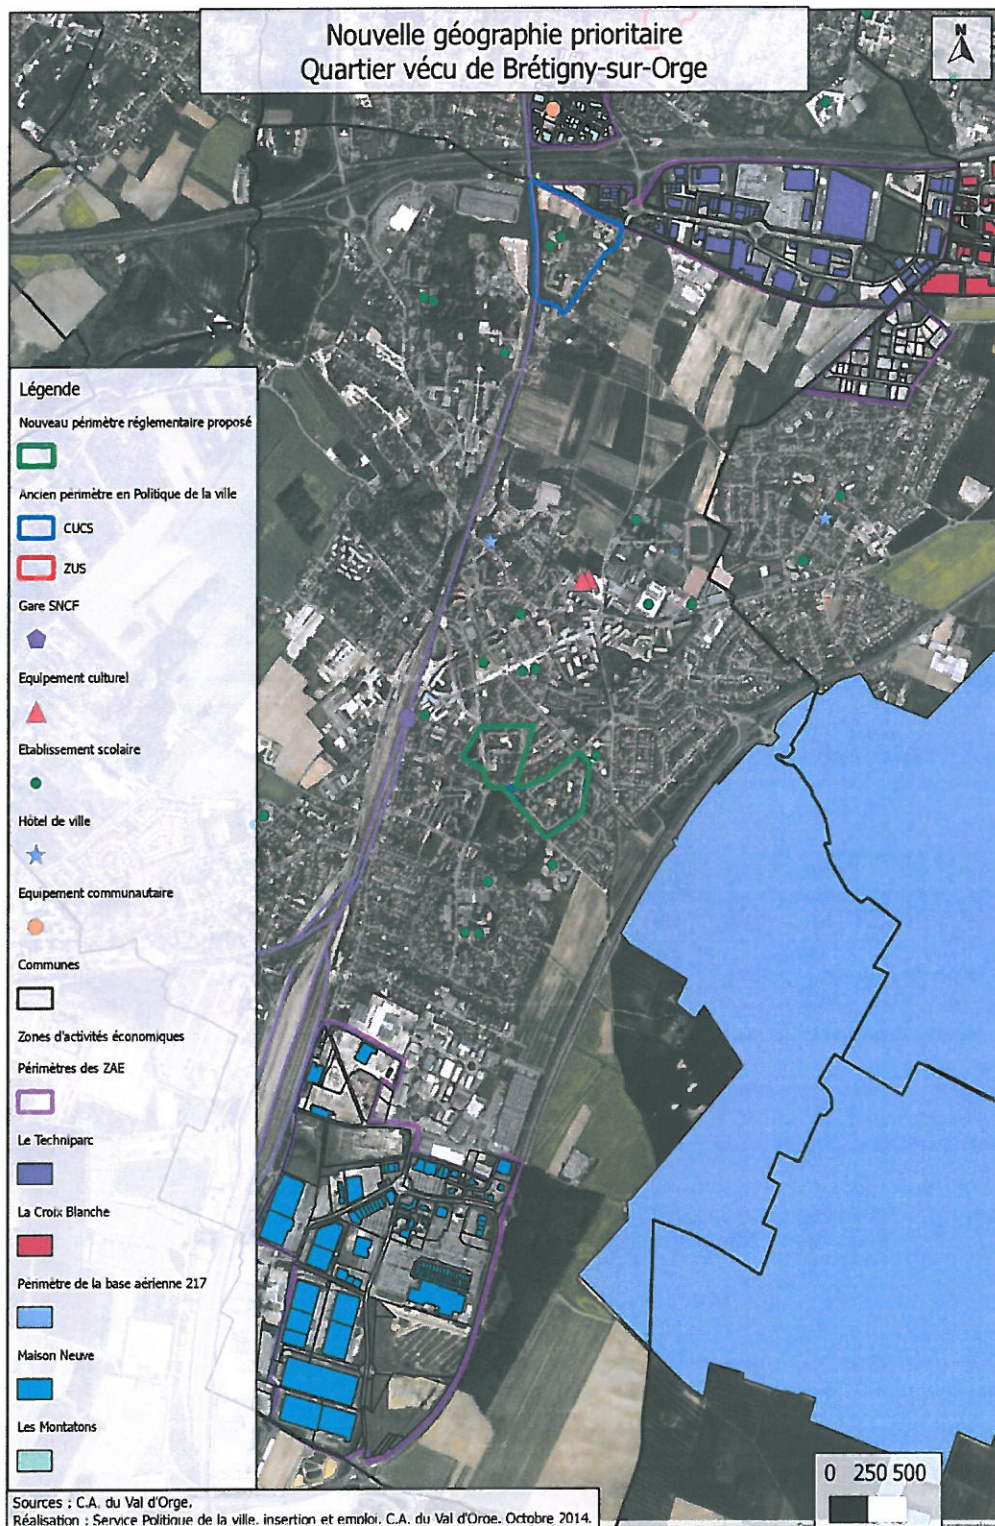 Nouvelle géographie prioritaire
Quartier vécu de Brétigny-sur-Orge
N
Légende
Nouveau périmètre réglementaire proposé
Ancien périmètre en Politique de la ville
CUCS
ZUS
Gare SNCF
Equipement culturel
Etablissement scolaire
Hôtel de ville
Equipement communautaire
Communes
Zones d'activités économiques
Périmètres des ZAE
Le Techniparc
La Croix Blanche
Périmètre de la base aérienne 217
Maison Neuve
Les Montatons
0 250 500
Sources : C.A. du Val d'Orge.
Réalisation : Service Politique de la ville, insertion et emploi, C.A. du Val d'Orge. Octobre 2014.